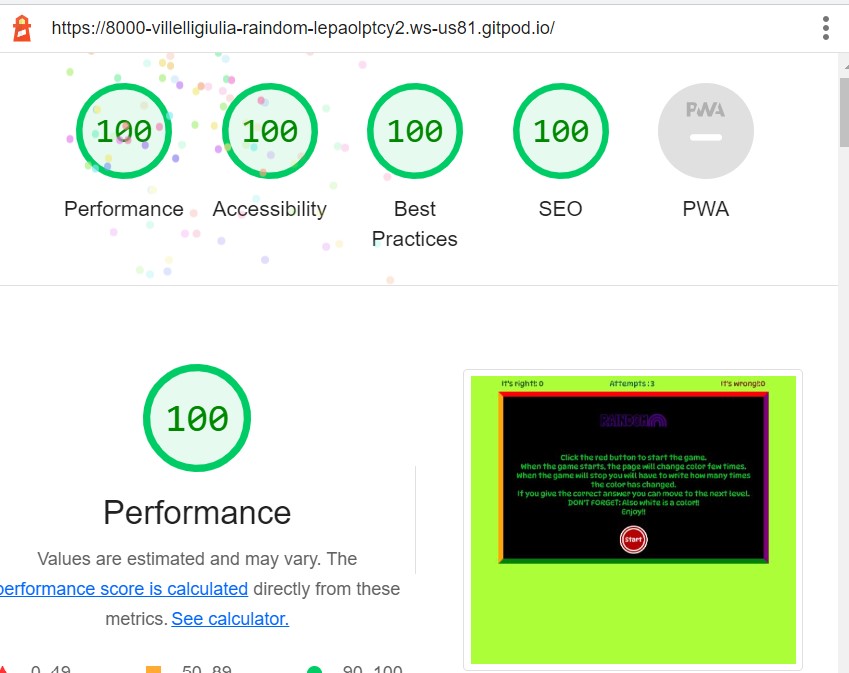 https://8000-villelligiulia-raindom-lepaolptcy2.ws-us81.gitpod.io/
100
100
100
100
PWA
Performance
Accessibility
Best
Practices
SEO
PWA
100
Performance
Values are estimated and may vary. The
performance score is calculated directly from these
metrics. See calculator.
0–49
50–89
90–100
It's right!: 0
Attempts :3
It's wrong!:0
RAINDOM
Click the red button to start the game.
When the game starts, the page will change color few times.
When the game will stop you will have to write how many times
the color has changed.
If you give the correct answer you can move to the next level.
DON'T FORGET: Also white is a color!!
Enjoy!!
Start